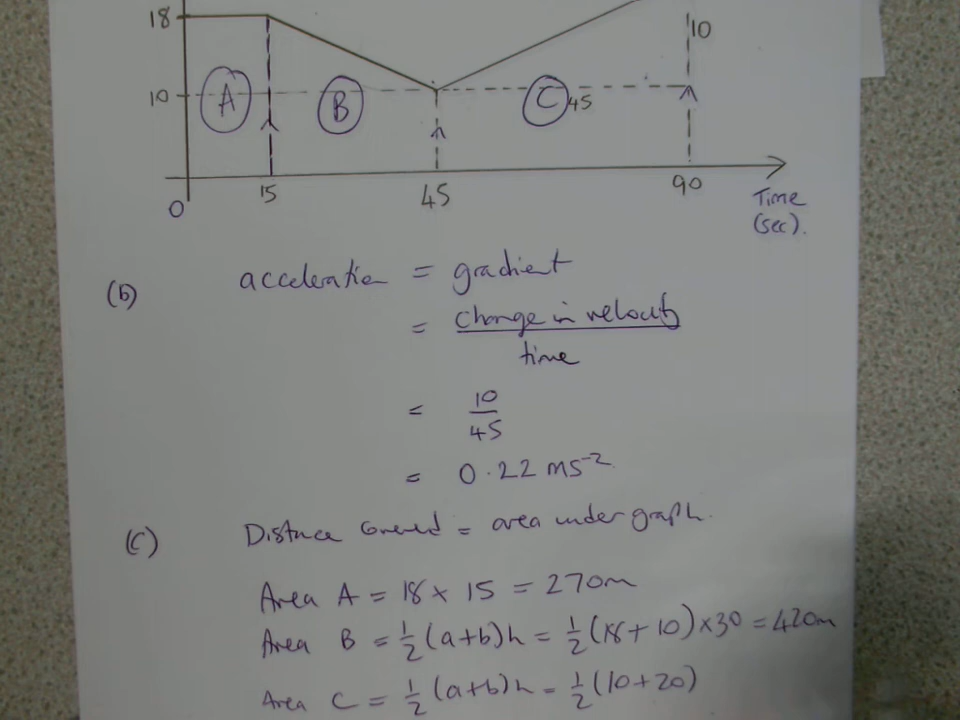 18
10
10
A
B
C 45
0
15
45
90
Time
(sec).
(b) acceleration = gradient
= change in velocity
time
= 10
45
= 0.22 ms⁻²
(c) Distance covered = area under graph.
Area A = 18 × 15 = 270m
Area B = ½(a+b)h = ½(18+10)×30 = 420m
Area C = ½(a+b)h = ½(10+20)